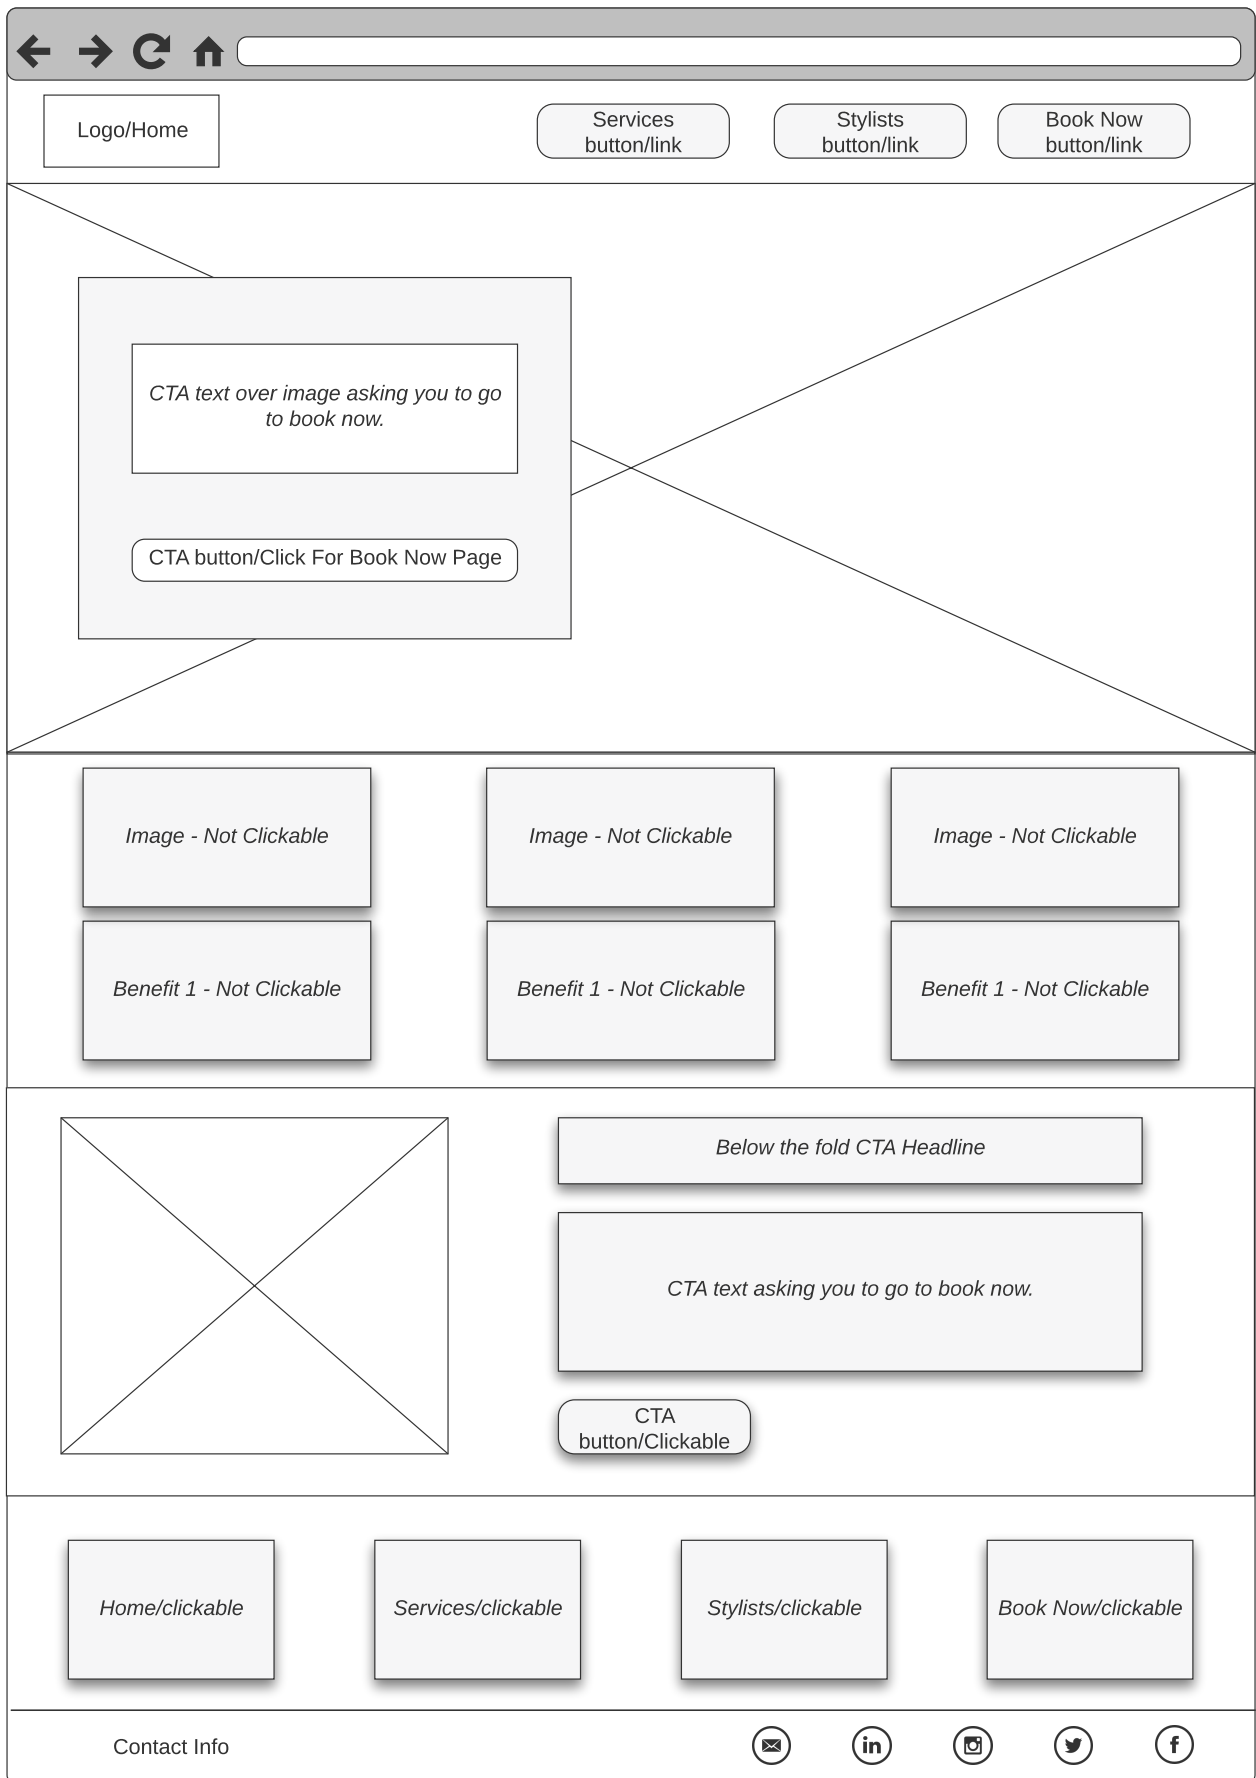 Logo/Home
Services
button/link
Stylists
button/link
Book Now
button/link
CTA text over image asking you to go
to book now.
CTA button/Click For Book Now Page
Image - Not Clickable
Image - Not Clickable
Image - Not Clickable
Benefit 1 - Not Clickable
Benefit 1 - Not Clickable
Benefit 1 - Not Clickable
Below the fold CTA Headline
CTA text asking you to go to book now.
CTA
button/Clickable
Home/clickable
Services/clickable
Stylists/clickable
Book Now/clickable
Contact Info